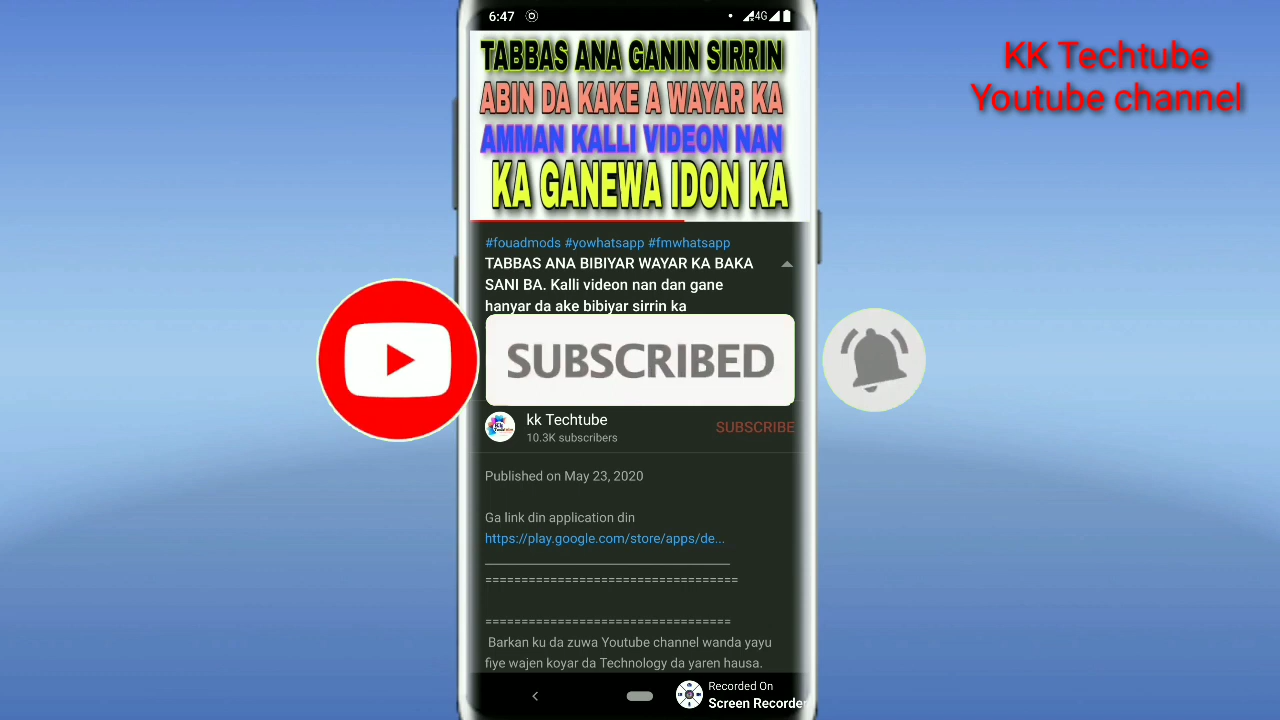 6:47
4G
KK Techtube
Youtube channel
TABBAS ANA GANIN SIRRIN
ABIN DA KAKE A WAYAR KA
AMMAN KALLI VIDEON NAN
KA GANEWA IDON KA
#fouadmods #yowhatsapp #fmwhatsapp
TABBAS ANA BIBIYAR WAYAR KA BAKA
SANI BA. Kalli videon nan dan gane
hanyar da ake bibiyar sirrin ka
SUBSCRIBED
kk Techtube
SUBSCRIBE
10.3K subscribers
Published on May 23, 2020
Ga link din application din
https://play.google.com/store/apps/de...
___________________________________
===================================
==================================
Barkan ku da zuwa Youtube channel wanda yayu
fiye wajen koyar da Technology da yaren hausa.
Recorded On
Screen Recorder